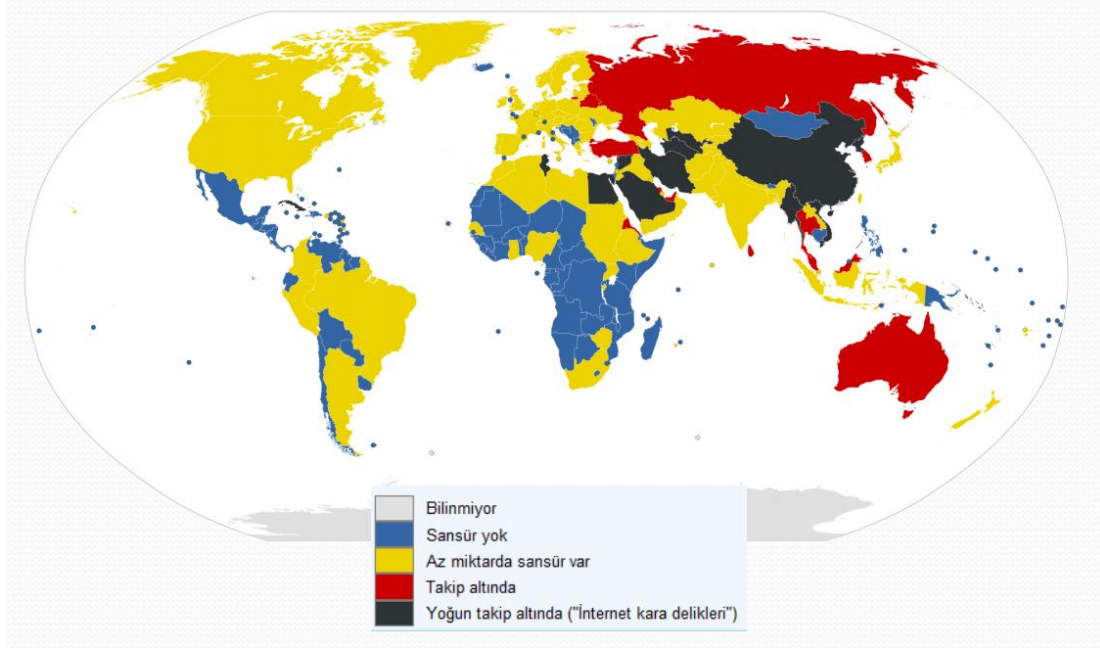 Bilinmiyor
Sansür yok
Az miktarda sansür var
Takip altında
Yoğun takip altında ("İnternet kara delikleri")